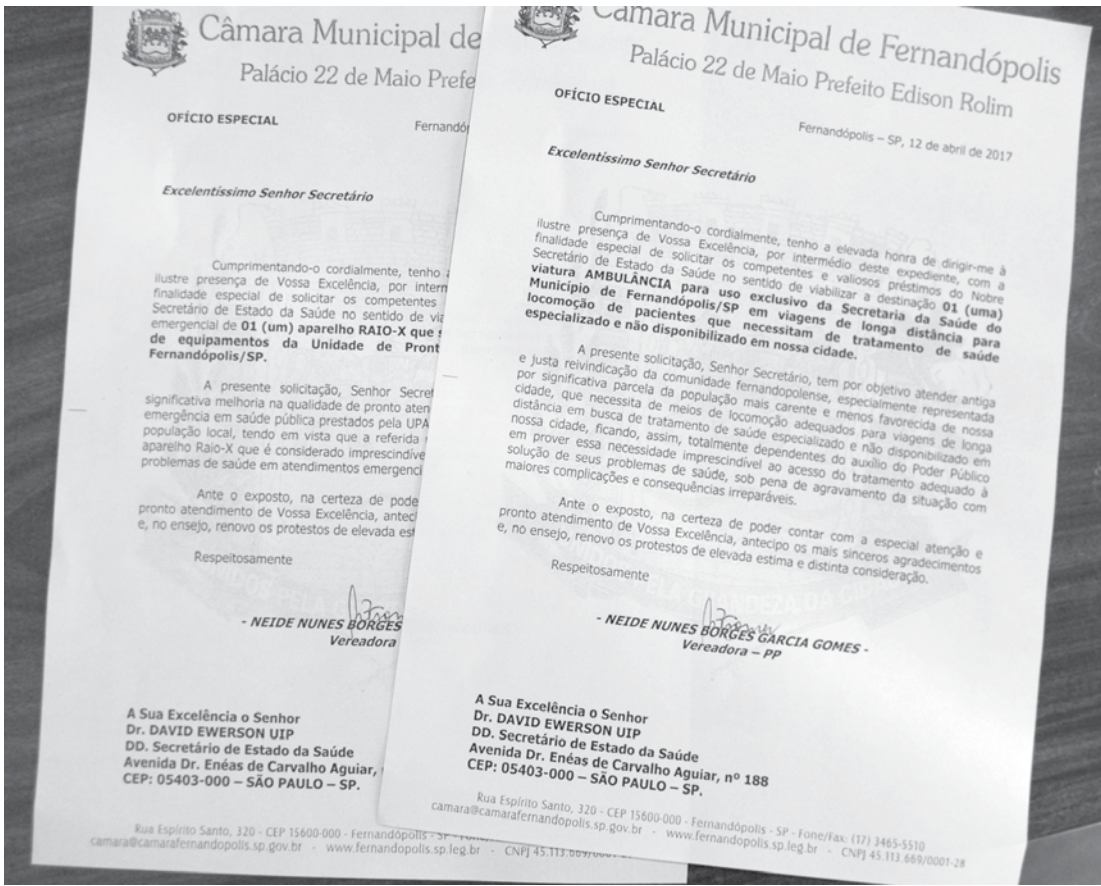 Câmara Municipal de
Palácio 22 de Maio Prefe
OFÍCIO ESPECIAL
Fernandó
Excelentíssimo Senhor Secretário
Cumprimentando-o cordialmente, tenho
ilustre presença de Vossa Excelência, por interm
finalidade especial de solicitar os competentes
Secretário de Estado da Saúde no sentido de via
emergencial de 01 (um) aparelho RAIO-X que
de equipamentos da Unidade de Pront
Fernandópolis/SP.
A presente solicitação, Senhor Secret
significativa melhoria na qualidade de pronto aten
emergência em saúde pública prestados pela UPA
população local, tendo em vista que a referida
aparelho Raio-X que é considerado imprescindíve
problemas de saúde em atendimentos emergenci
Ante o exposto, na certeza de pode
pronto atendimento de Vossa Excelência, anteci
e, no ensejo, renovo os protestos de elevada est
Respeitosamente
- NEIDE NUNES BORGES
Vereadora
A Sua Excelência o Senhor
Dr. DAVID EWERSON UIP
DD. Secretário de Estado da Saúde
Avenida Dr. Enéas de Carvalho Aguiar,
CEP: 05403-000 – SÃO PAULO – SP.
Rua Espírito Santo, 320 - CEP 15600-000 - Fernandópolis - SP
camara@camarafernandopolis.sp.gov.br - www.fernandopolis.sp.leg.br - CNPJ 45.113.669/0001-2
Câmara Municipal de Fernandópolis
Palácio 22 de Maio Prefeito Edison Rolim
OFÍCIO ESPECIAL
Fernandópolis – SP, 12 de abril de 2017
Excelentíssimo Senhor Secretário
Cumprimentando-o cordialmente, tenho a elevada honra de dirigir-me à
ilustre presença de Vossa Excelência, por intermédio deste expediente, com a
finalidade especial de solicitar os competentes e valiosos préstimos do Nobre
Secretário de Estado da Saúde no sentido de viabilizar a destinação 01 (uma)
viatura AMBULÂNCIA para uso exclusivo da Secretaria da Saúde do
Município de Fernandópolis/SP em viagens de longa distância para
locomoção de pacientes que necessitam de tratamento de saúde
especializado e não disponibilizado em nossa cidade.
A presente solicitação, Senhor Secretário, tem por objetivo atender antiga
e justa reivindicação da comunidade fernandopolense, especialmente representada
por significativa parcela da população mais carente e menos favorecida de nossa
cidade, que necessita de meios de locomoção adequados para viagens de longa
distância em busca de tratamento de saúde especializado e não disponibilizado em
nossa cidade, ficando, assim, totalmente dependentes do auxílio do Poder Público
em prover essa necessidade imprescindível ao acesso do tratamento adequado à
solução de seus problemas de saúde, sob pena de agravamento da situação com
maiores complicações e consequências irreparáveis.
Ante o exposto, na certeza de poder contar com a especial atenção e
pronto atendimento de Vossa Excelência, antecipo os mais sinceros agradecimentos
e, no ensejo, renovo os protestos de elevada estima e distinta consideração.
Respeitosamente
- NEIDE NUNES BORGES GARCIA GOMES -
Vereadora – PP
A Sua Excelência o Senhor
Dr. DAVID EWERSON UIP
DD. Secretário de Estado da Saúde
Avenida Dr. Enéas de Carvalho Aguiar, nº 188
CEP: 05403-000 – SÃO PAULO – SP.
Rua Espírito Santo, 320 - CEP 15600-000 - Fernandópolis - SP - Fone/Fax: (17) 3465-5510
camara@camarafernandopolis.sp.gov.br - www.fernandopolis.sp.leg.br - CNPJ 45.113.669/0001-28